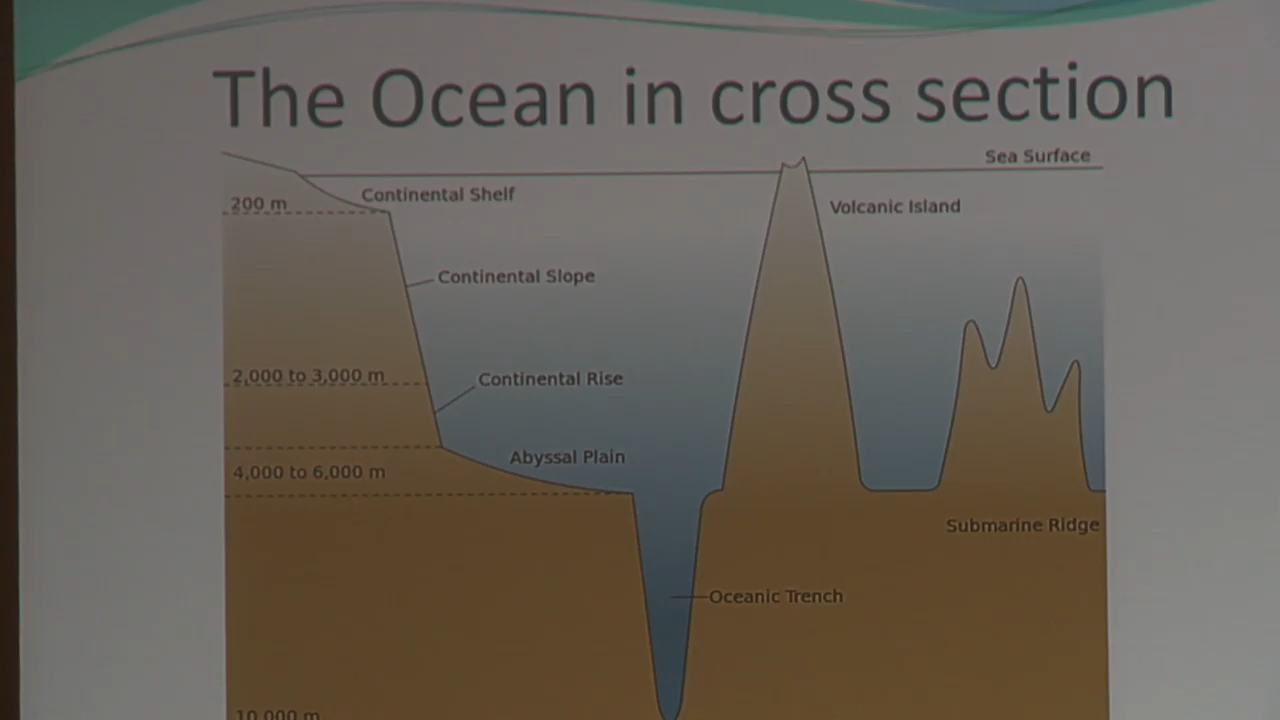 The Ocean in cross section
Sea Surface
Continental Shelf
200 m
Volcanic Island
Continental Slope
2,000 to 3,000 m
Continental Rise
Abyssal Plain
4,000 to 6,000 m
Submarine Ridge
Oceanic Trench
10,000 m